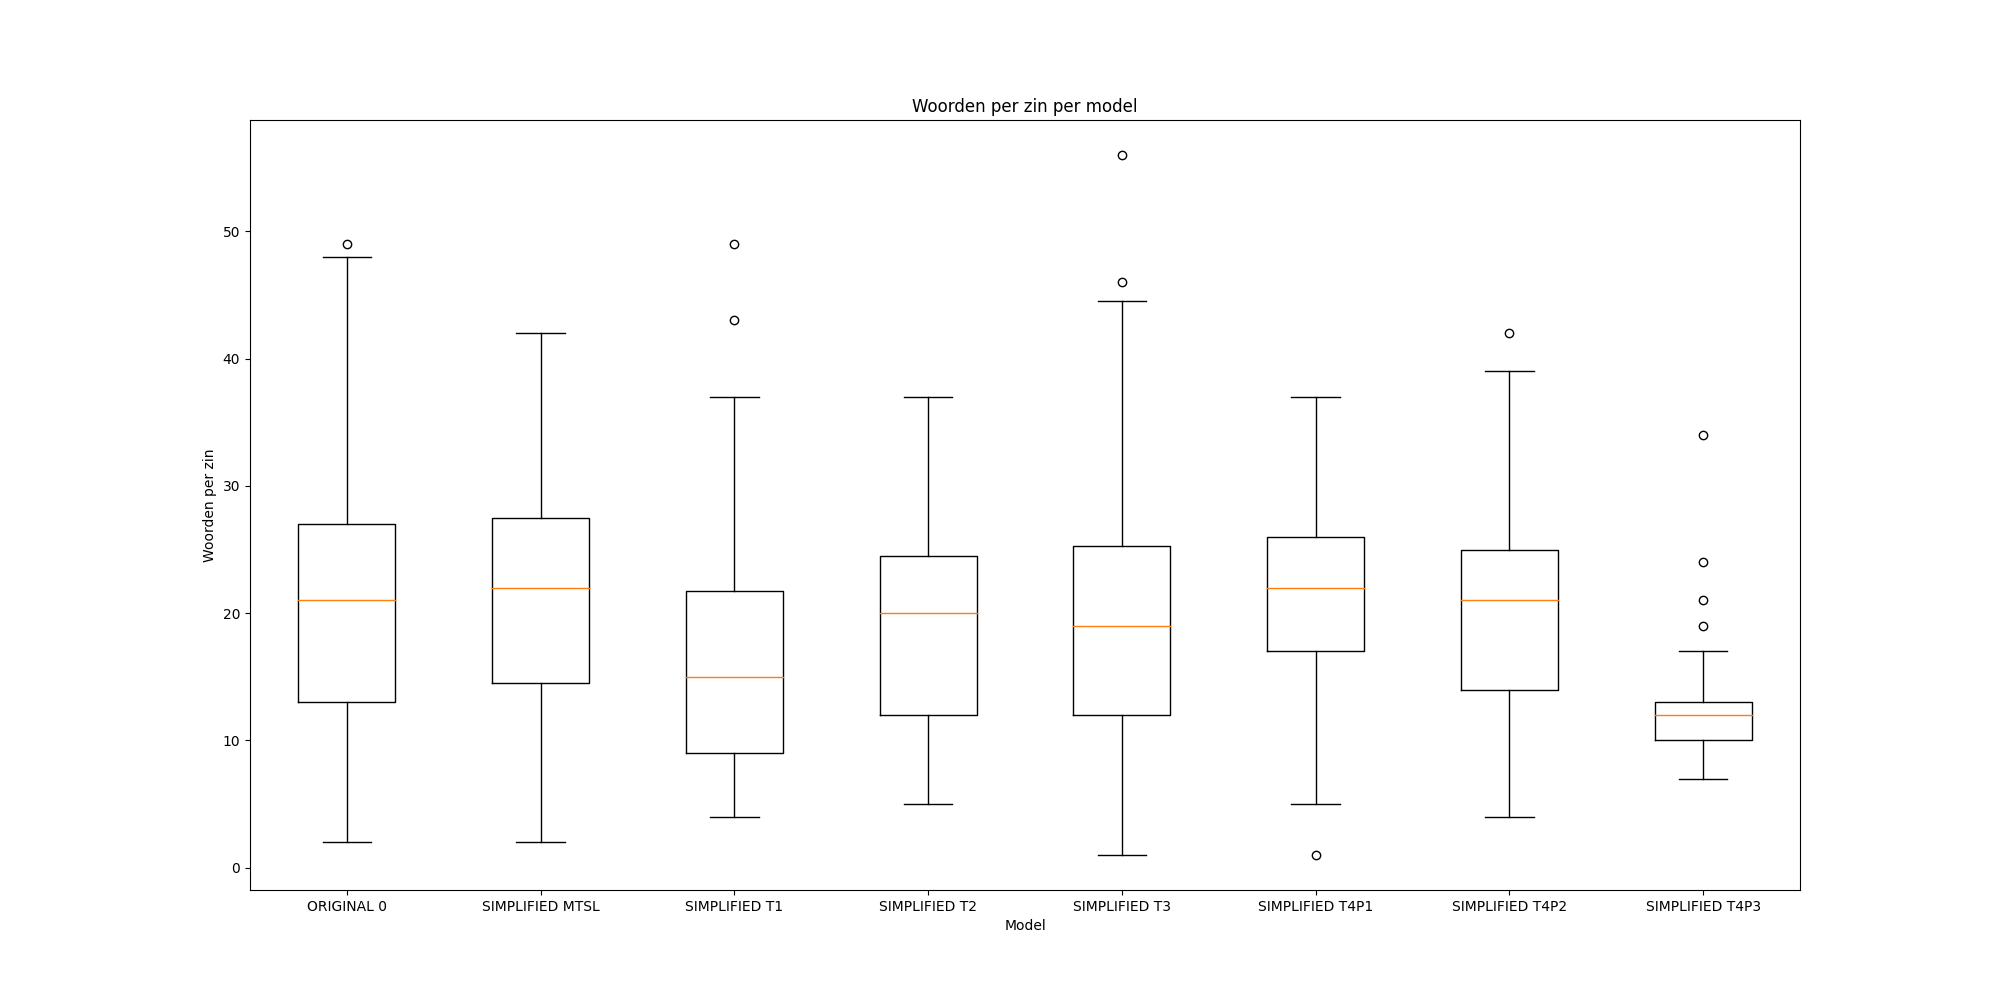 Woorden per zin per model
Woorden per zin
50
40
30
20
10
0
ORIGINAL 0
SIMPLIFIED MTSL
SIMPLIFIED T1
SIMPLIFIED T2
SIMPLIFIED T3
SIMPLIFIED T4P1
SIMPLIFIED T4P2
SIMPLIFIED T4P3
Model